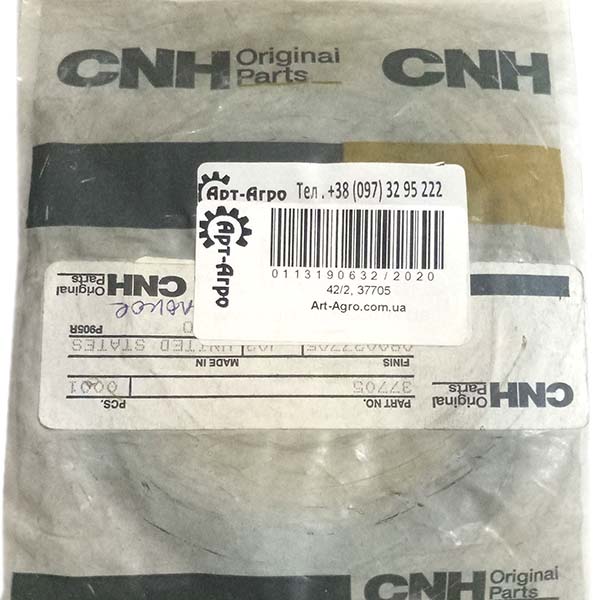 CNH Original Parts
CNH
Арт-Агро Тел . +38 (097) 32 95 222
Арт-Агро
0113190632/2020
42/2, 37705
Art-Agro.com.ua
CNH Original Parts
PART NO.
37705
PCS.
0001
FINIS
MADE IN
UNITED STATES
P905R
CNH Original Parts
CNH Original Parts